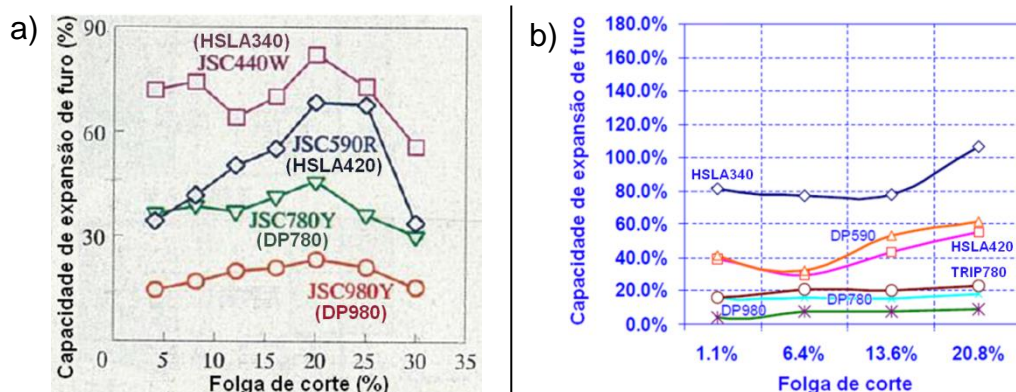 a)
Capacidade de expansão de furo (%)
90
60
30
0
5
10
15
20
25
30
35
Folga de corte (%)
(HSLA340)
JSC440W
JSC590R
(HSLA420)
JSC780Y
(DP780)
JSC980Y
(DP980)
b)
Capacidade de expansão de furo
180.0%
160.0%
140.0%
120.0%
100.0%
80.0%
60.0%
40.0%
20.0%
0.0%
HSLA340
DP590
HSLA420
TRIP780
DP780
DP980
1.1%
6.4%
13.6%
20.8%
Folga de corte